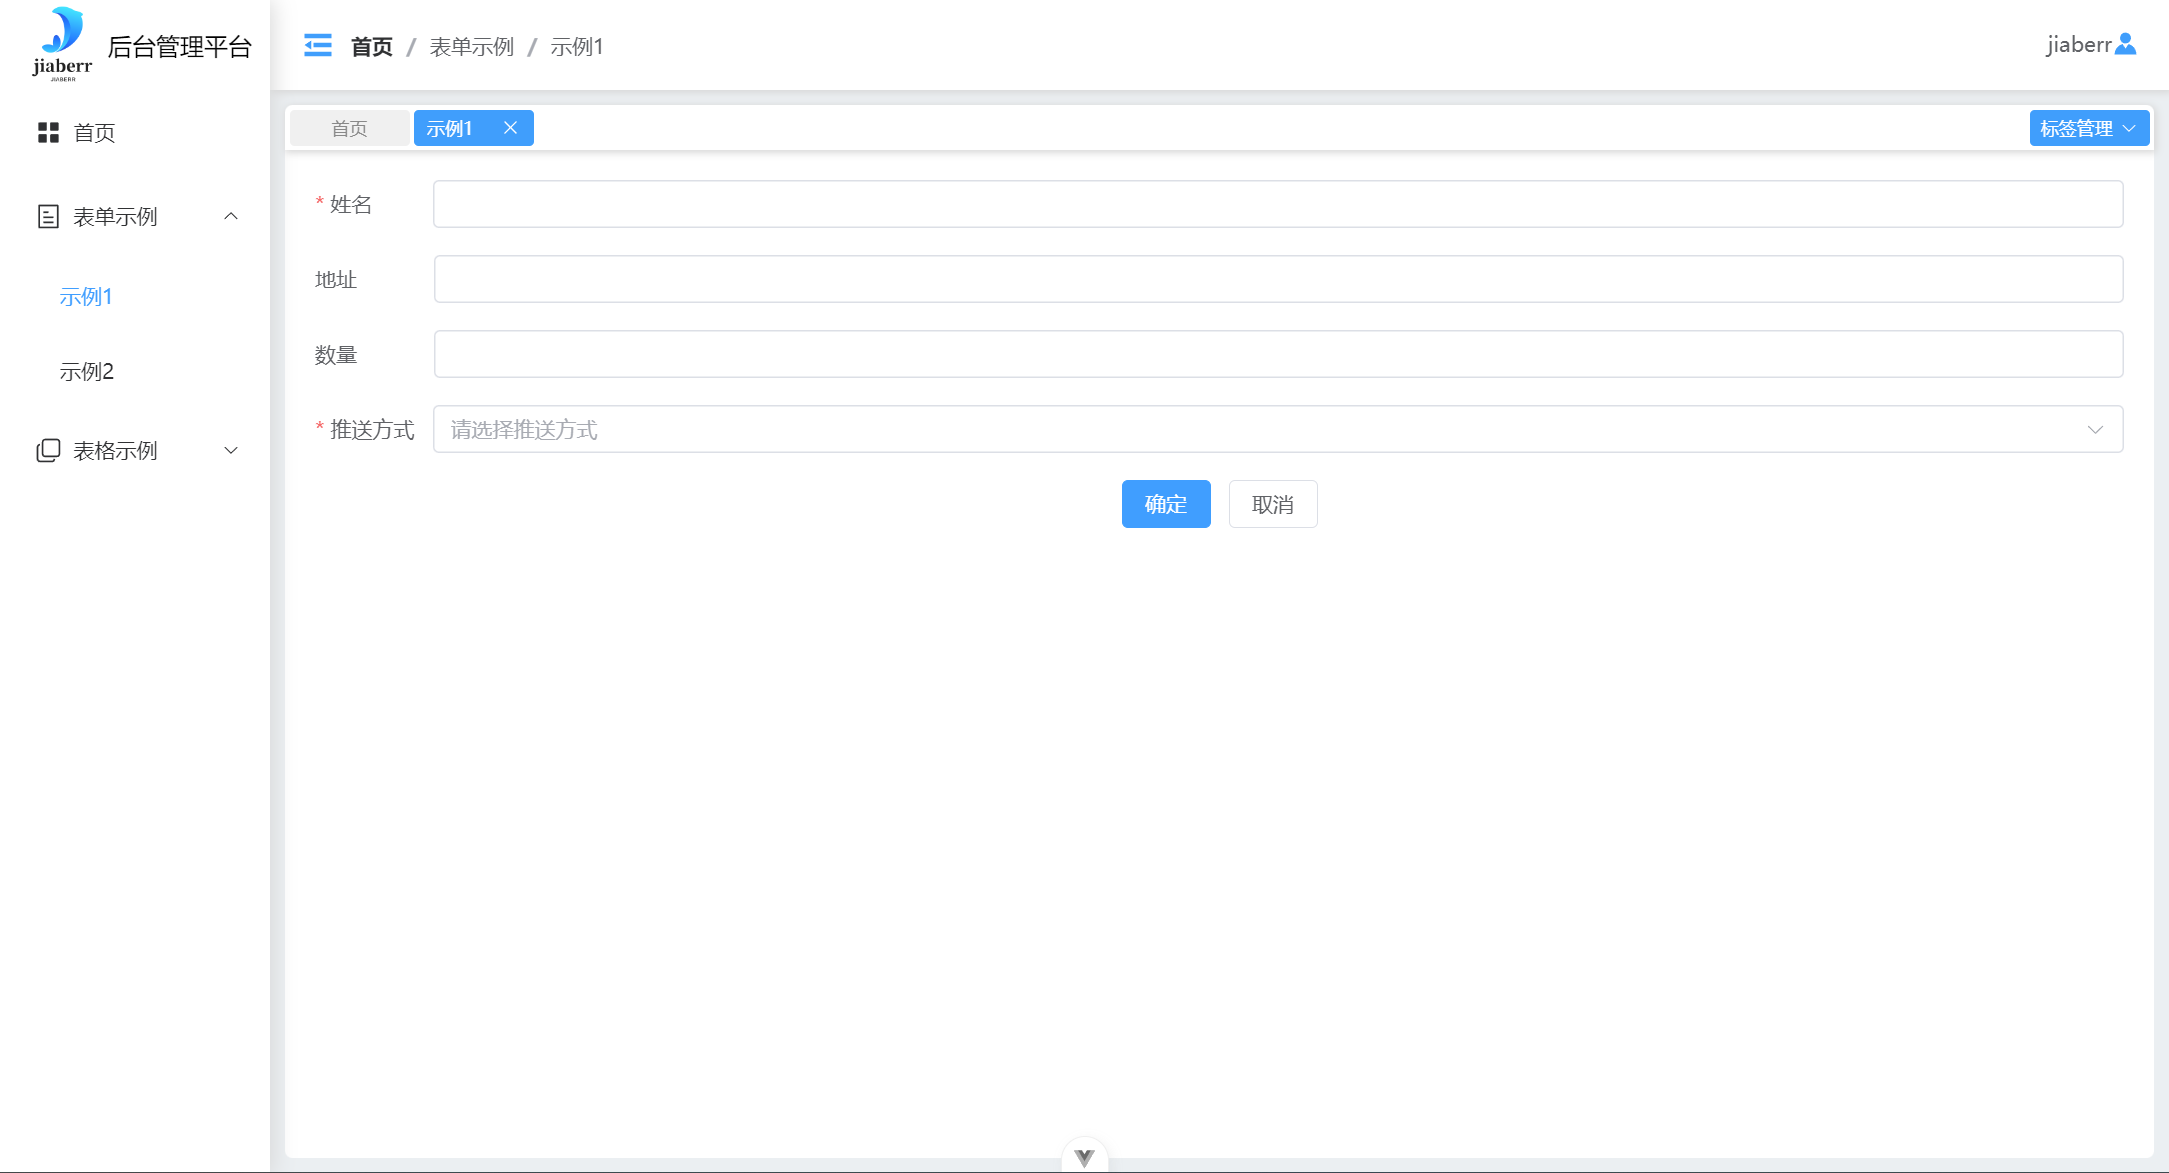 jiaberr
JIABERR
后台管理平台
首页
表单示例
示例1
示例2
表格示例
首页 / 表单示例 / 示例1
jiaberr
首页
示例1
标签管理
* 姓名
地址
数量
* 推送方式
请选择推送方式
确定
取消